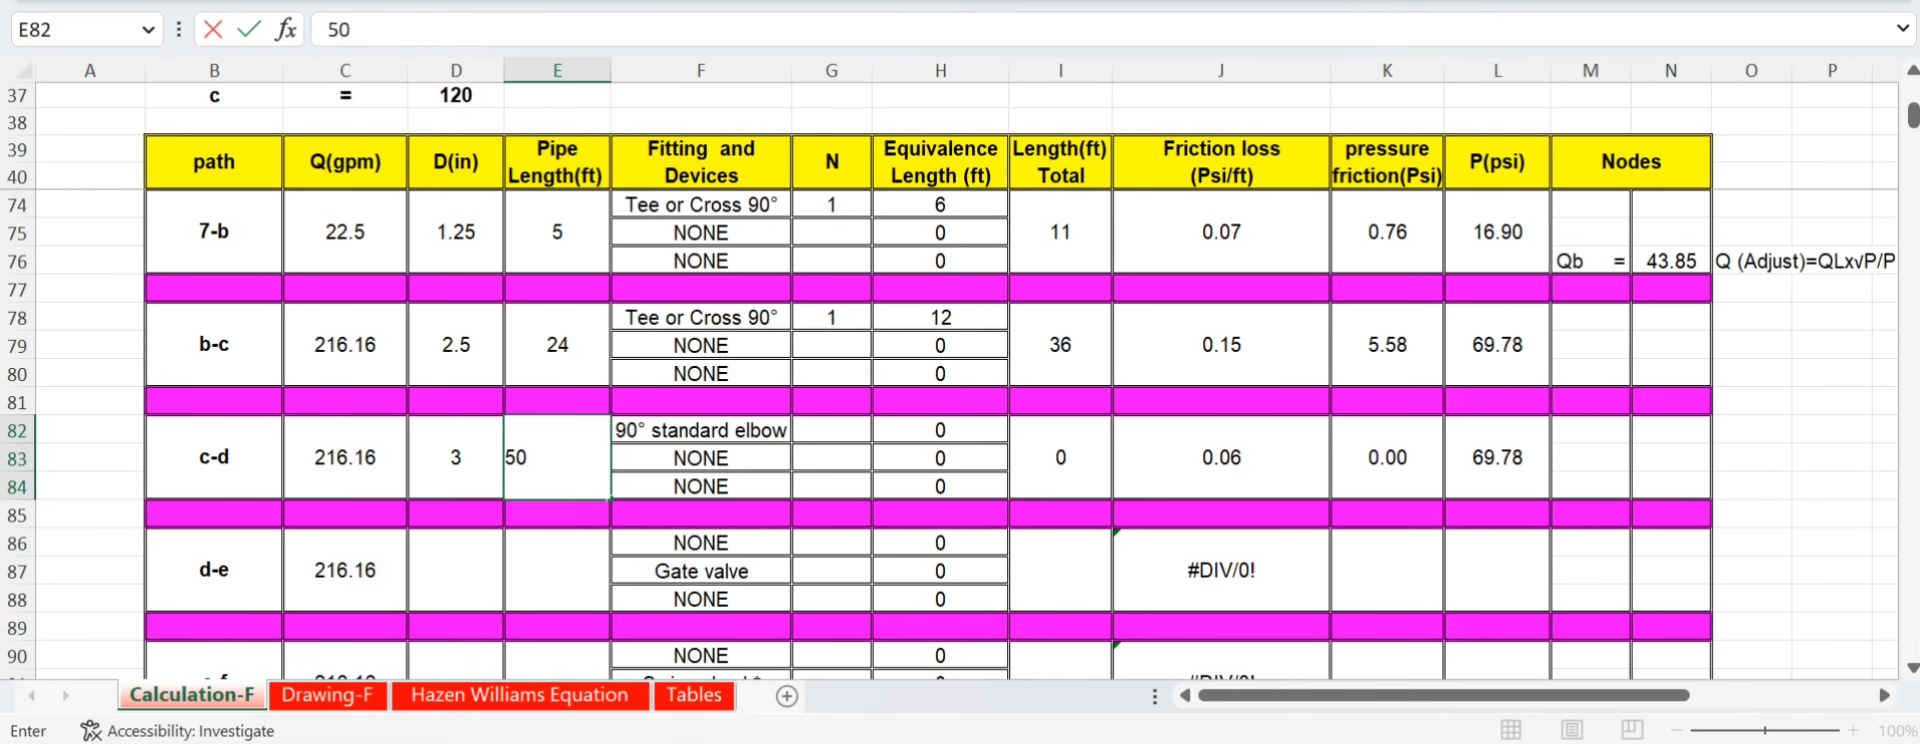 E82 fx 50
A B C D E F G H I J K L M N O P
37 c = 120
38
39 path Q(gpm) D(in) Pipe Fitting and N Equivalence Length(ft) Friction loss pressure P(psi) Nodes
40 Length(ft) Devices Length (ft) Total (Psi/ft) friction(Psi)
74 Tee or Cross 90° 1 6
75 7-b 22.5 1.25 5 NONE 0 11 0.07 0.76 16.90
76 NONE 0 Qb = 43.85 Q (Adjust)=QLx√P/P
77
78 Tee or Cross 90° 1 12
79 b-c 216.16 2.5 24 NONE 0 36 0.15 5.58 69.78
80 NONE 0
81
82 90° standard elbow 0
83 c-d 216.16 3 50 NONE 0 0 0.06 0.00 69.78
84 NONE 0
85
86 NONE 0
87 d-e 216.16 Gate valve 0 #DIV/0!
88 NONE 0
89
90 NONE 0
Calculation-F Drawing-F Hazen Williams Equation Tables
Enter Accessibility: Investigate 100%